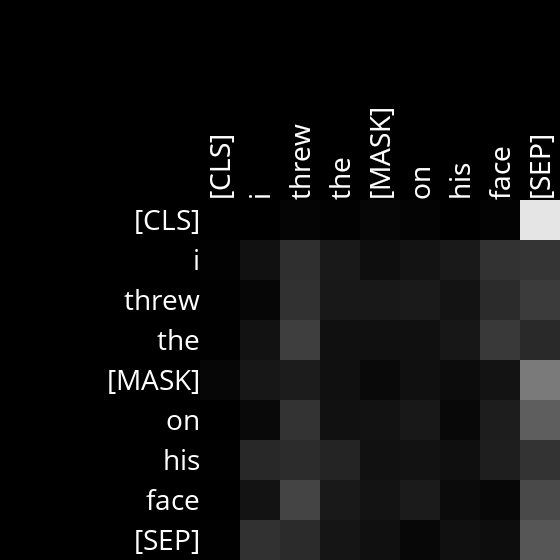 [CLS] i threw the [MASK] on his face [SEP]
[CLS]
i
threw
the
[MASK]
on
his
face
[SEP]